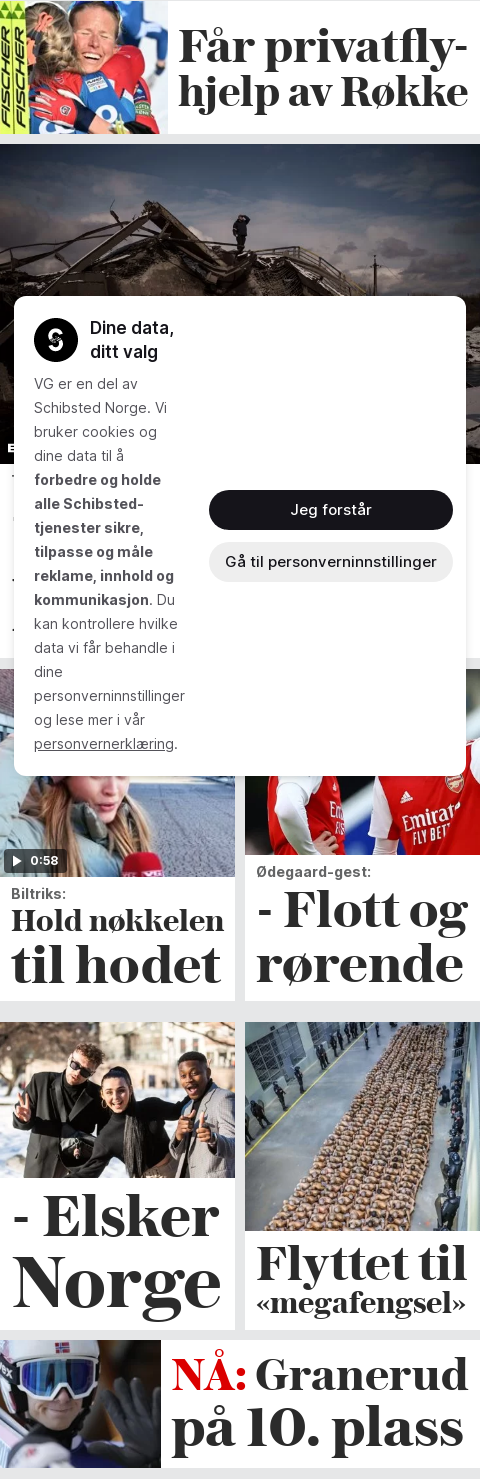 FISCHER
FISCHER
Får privatfly-
hjelp av Røkke
Dine data,
ditt valg
VG er en del av
Schibsted Norge. Vi
bruker cookies og
dine data til å
forbedre og holde
alle Schibsted-
tjenester sikre,
tilpasse og måle
reklame, innhold og
kommunikasjon. Du
kan kontrollere hvilke
data vi får behandle i
dine
personverninnstillinger
og lese mer i vår
personvernerklæring.
Jeg forstår
Gå til personverninnstillinger
0:58
Biltriks:
Hold nøkkelen
til hodet
Emirates
FLY BETTER
Ødegaard-gest:
- Flott og
rørende
- Elsker
Norge
Flyttet til
«megafengsel»
NÅ: Granerud
på 10. plass